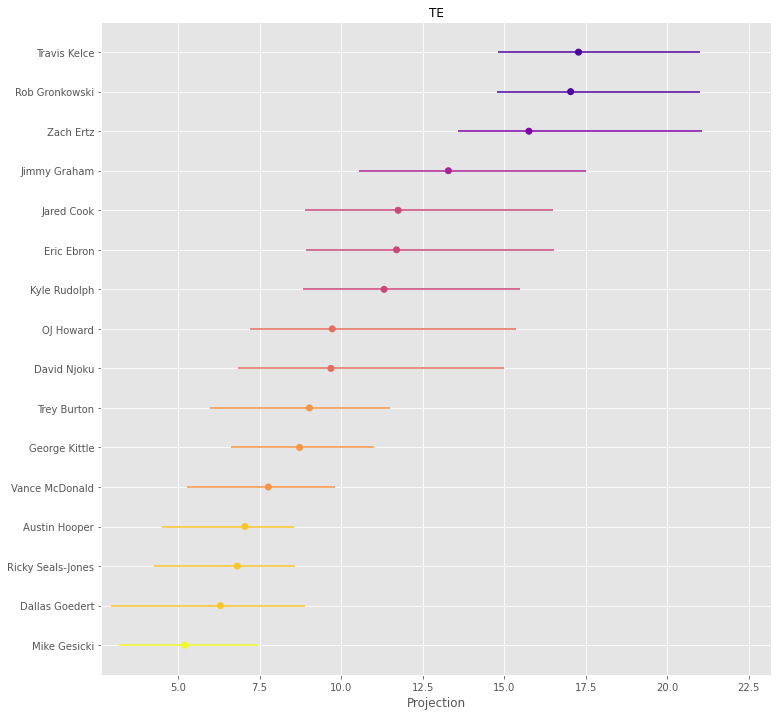 TE
Travis Kelce
Rob Gronkowski
Zach Ertz
Jimmy Graham
Jared Cook
Eric Ebron
Kyle Rudolph
OJ Howard
David Njoku
Trey Burton
George Kittle
Vance McDonald
Austin Hooper
Ricky Seals-Jones
Dallas Goedert
Mike Gesicki
5.0 7.5 10.0 12.5 15.0 17.5 20.0 22.5
Projection